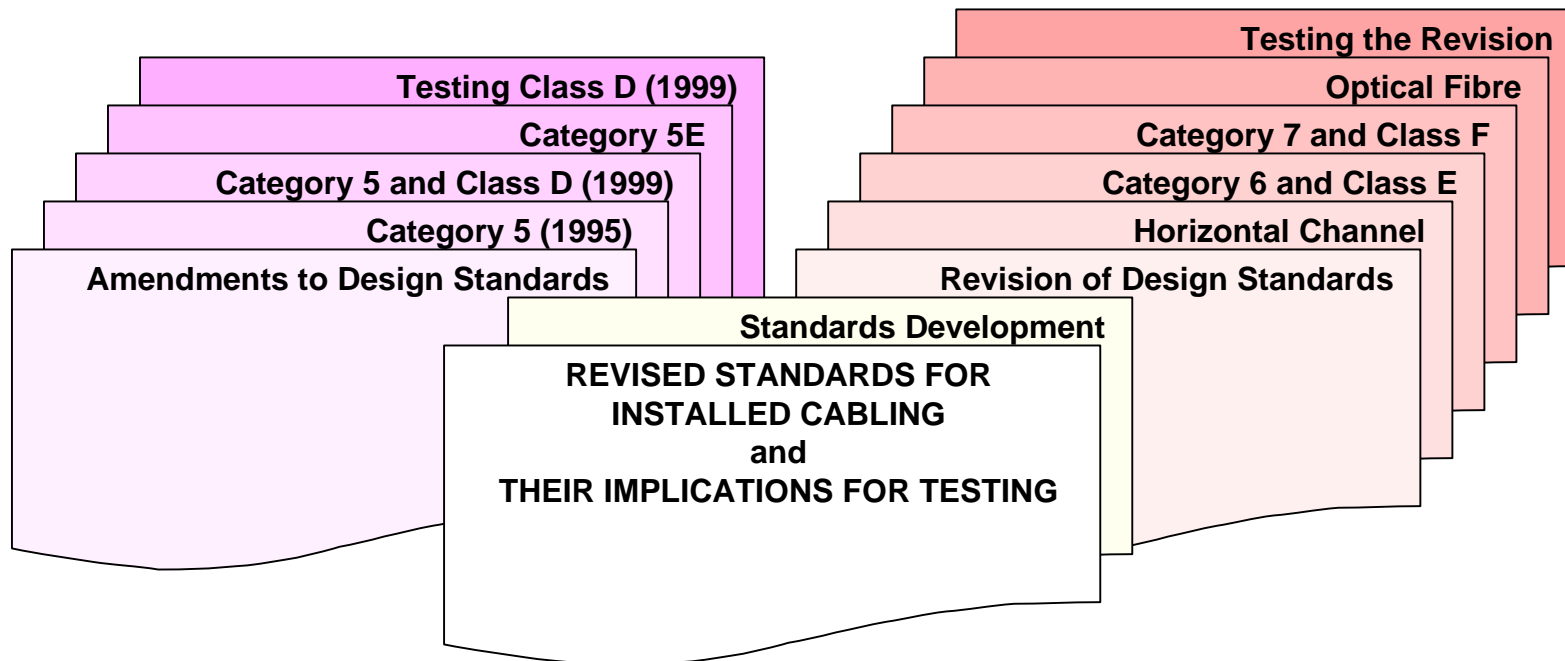 Testing the Revision
Testing Class D (1999)
Optical Fibre
Category 5E
Category 7 and Class F
Category 5 and Class D (1999)
Category 6 and Class E
Category 5 (1995)
Horizontal Channel
Amendments to Design Standards
Revision of Design Standards
Standards Development
REVISED STANDARDS FOR
INSTALLED CABLING
and
THEIR IMPLICATIONS FOR TESTING